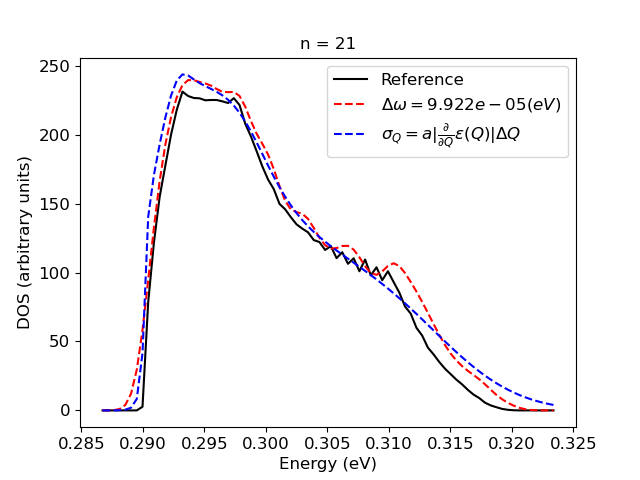 n = 21
250
200
150
100
50
0
DOS (arbitrary units)
Reference
Δω = 9.922e − 05(eV)
σ_Q = a|∂/∂Q ε(Q)|ΔQ
0.285 0.290 0.295 0.300 0.305 0.310 0.315 0.320 0.325
Energy (eV)